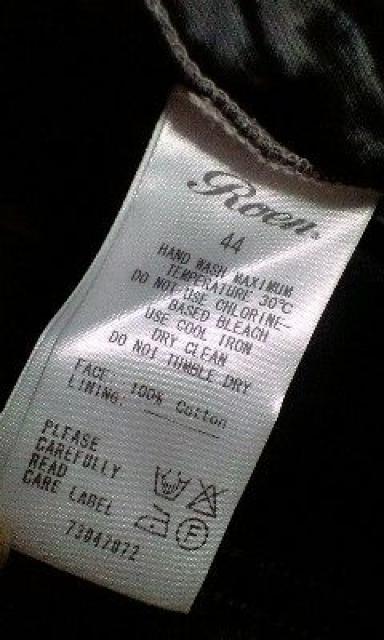 Roen
44
HAND WASH MAXIMUM
TEMPERATURE 30°C
DO NOT USE CHLORINE-
BASED BLEACH
USE COOL IRON
DRY CLEAN
DO NOT TUMBLE DRY
FACE: 100% Cotton
LINING:
PLEASE
CAREFULLY
READ
CARE LABEL
F
73042072